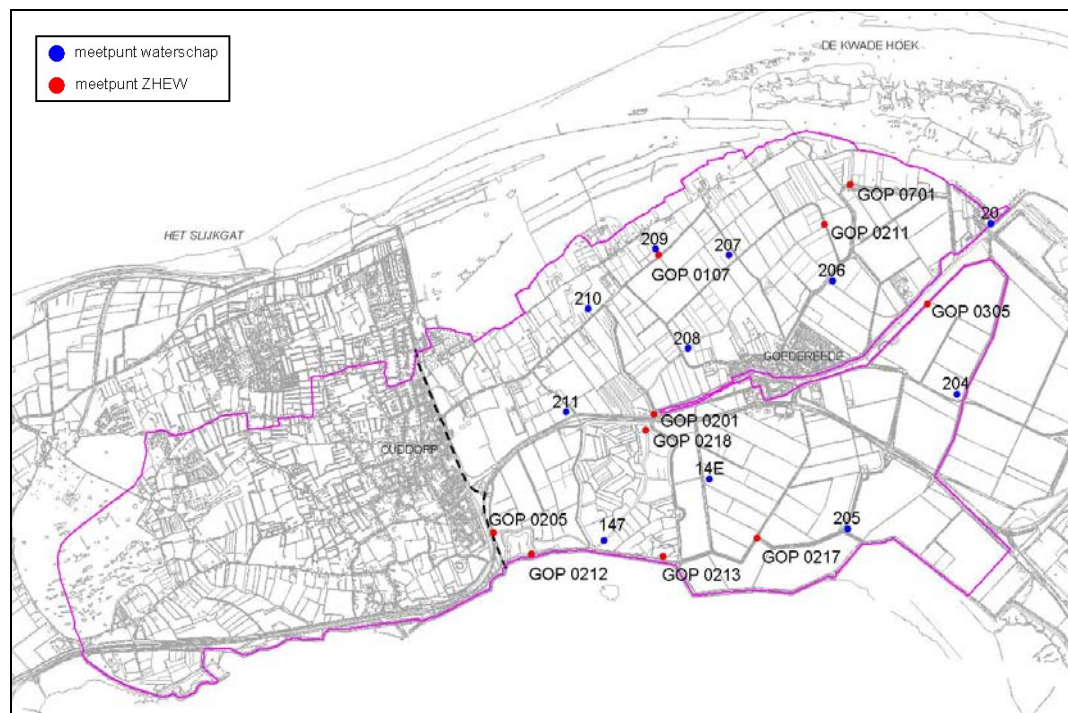 meetpunt waterschap
meetpunt ZHEW
DE KWADE HOEK
GOP 0701
20
HET SLIJKGAT
GOP 0211
209
207
GOP 0107
206
210
GOP 0305
208
GOEDEREEDE
204
211
GOP 0201
GOP 0218
OUDDORP
14E
GOP 0205
147
205
GOP 0212
GOP 0213
GOP 0217